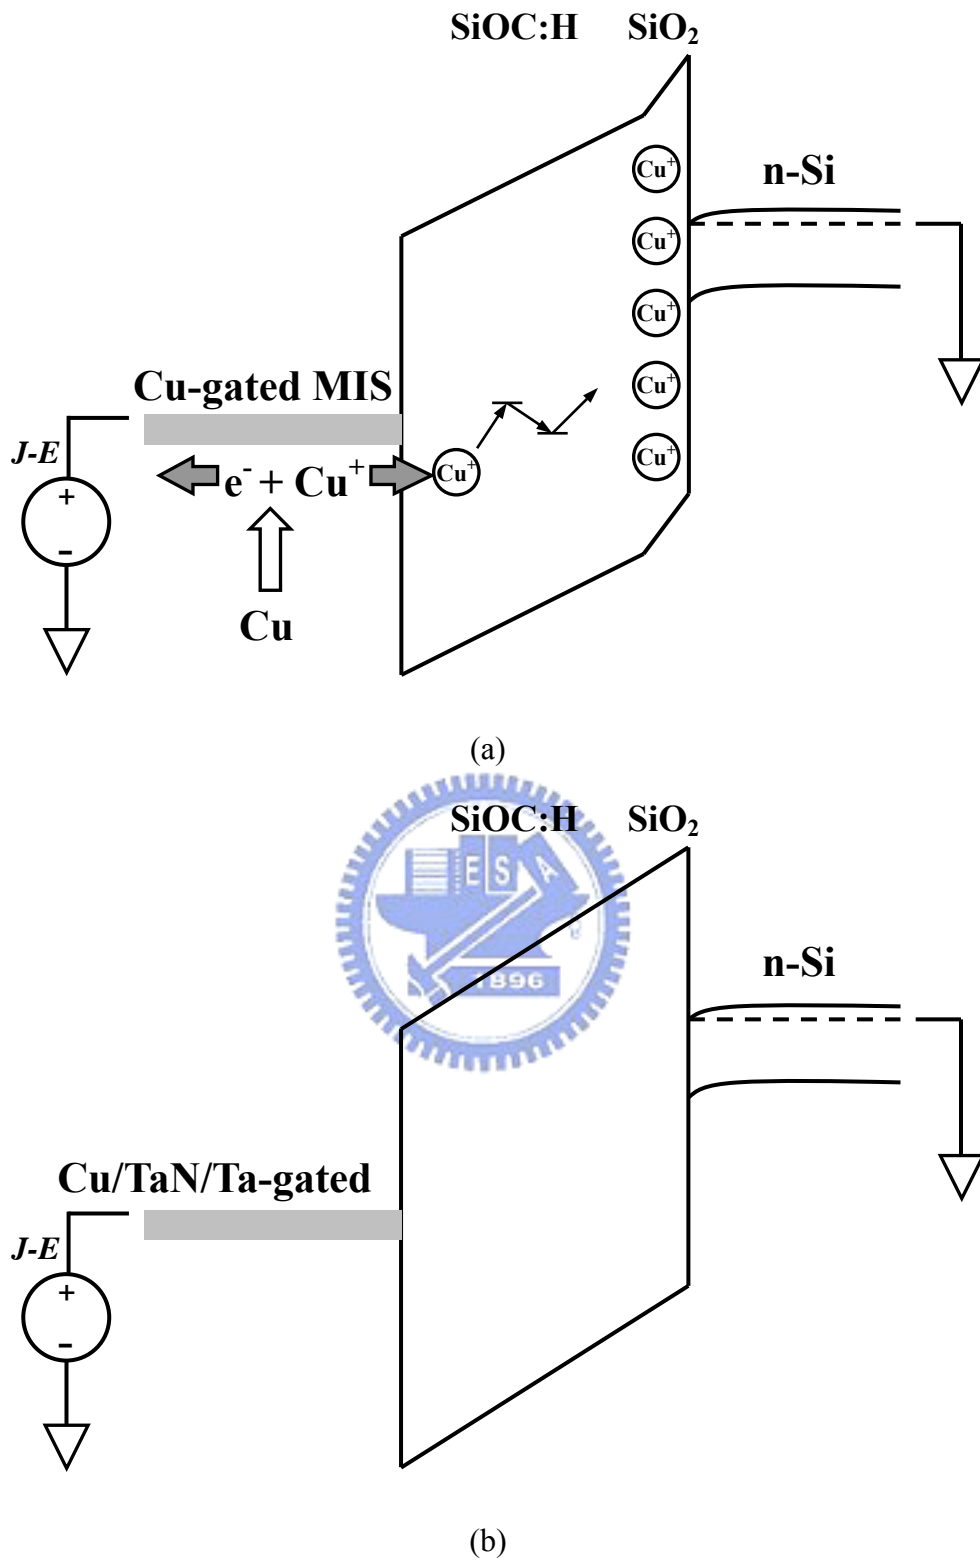 SiOC:H SiO₂
n-Si
Cu⁺
Cu⁺
Cu⁺
Cu⁺
Cu⁺
Cu-gated MIS
J-E
+
-
e⁻ + Cu⁺
Cu⁺
Cu
(a)
SiOC:H SiO₂
E S A
1896
n-Si
Cu/TaN/Ta-gated
J-E
+
-
(b)